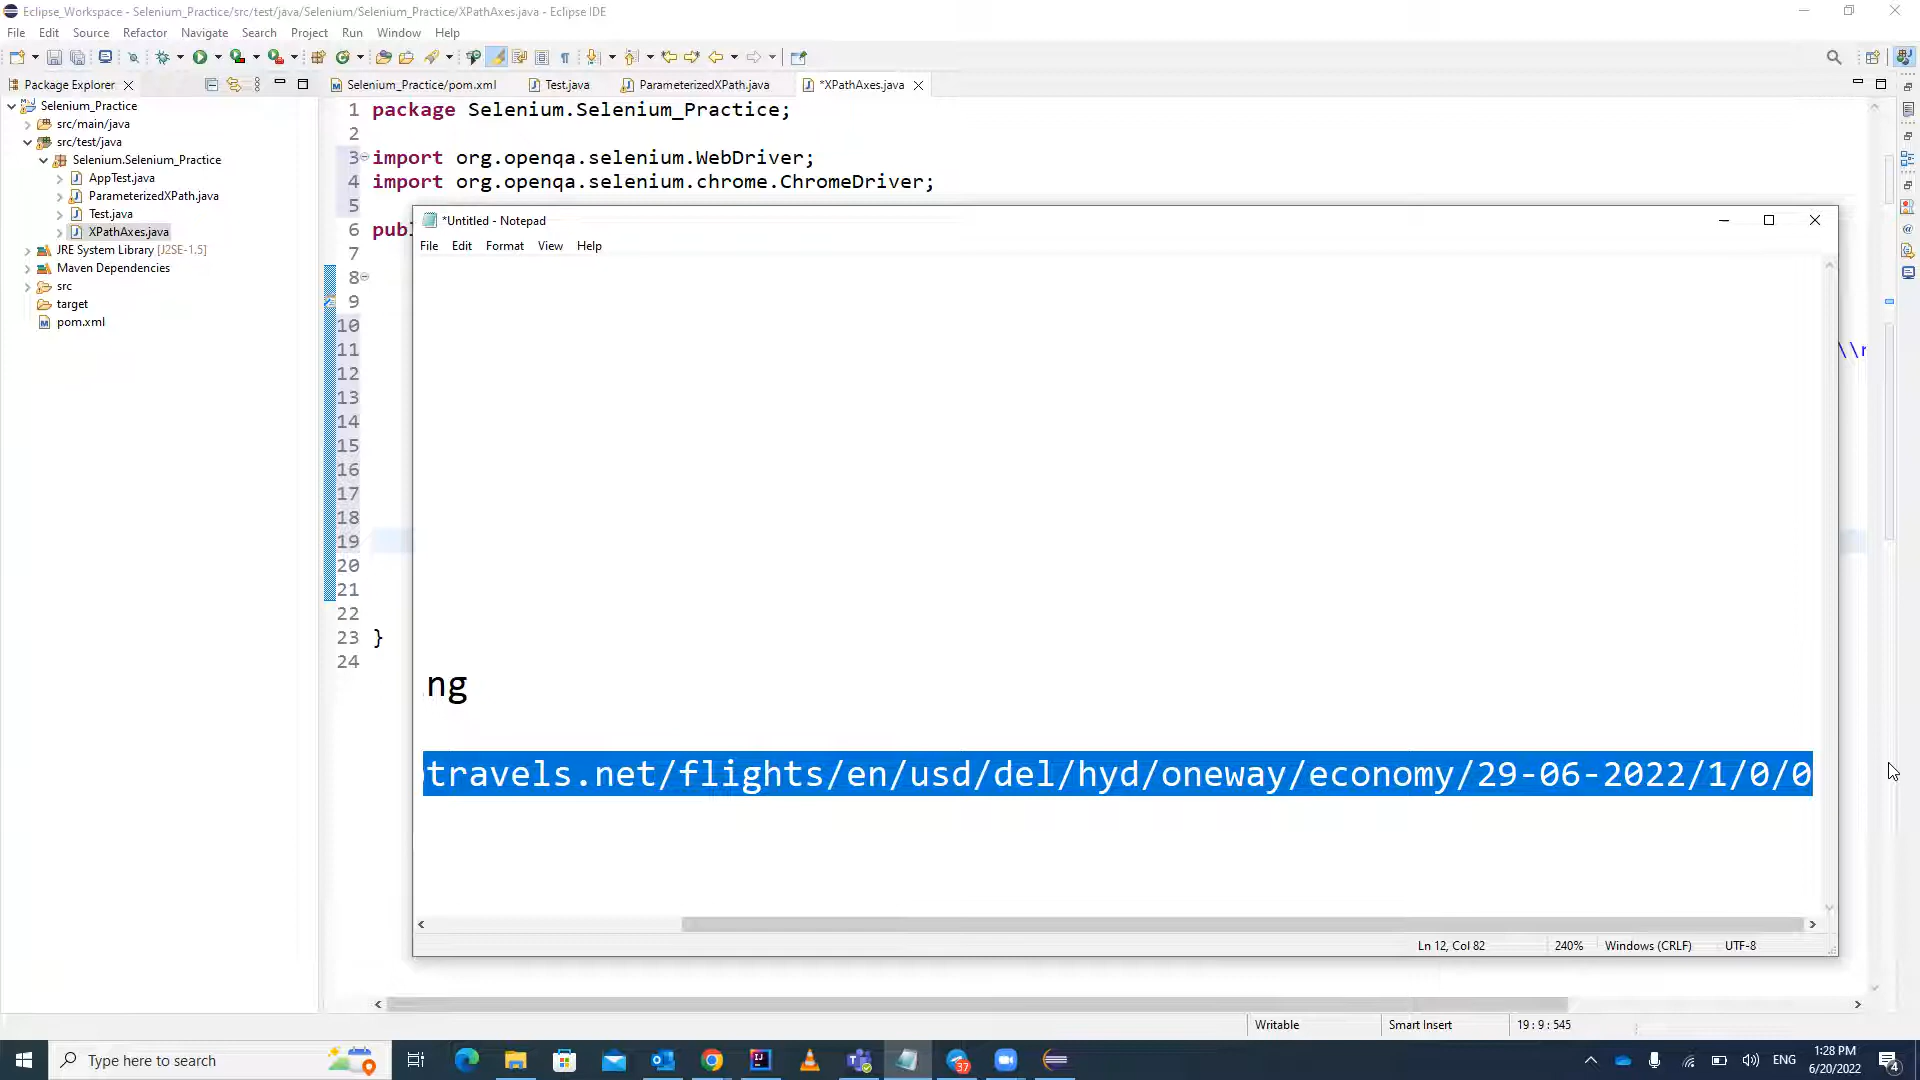 Eclipse_Workspace - Selenium_Practice/src/test/java/Selenium/Selenium_Practice/XPathAxes.java - Eclipse IDE
File Edit Source Refactor Navigate Search Project Run Window Help
Package Explorer
Selenium_Practice/pom.xml Test.java ParameterizedXPath.java *XPathAxes.java
Selenium_Practice
src/main/java
src/test/java
Selenium.Selenium_Practice
AppTest.java
ParameterizedXPath.java
Test.java
XPathAxes.java
JRE System Library [J2SE-1.5]
Maven Dependencies
src
target
pom.xml
1 package Selenium.Selenium_Practice;
2
3 import org.openqa.selenium.WebDriver;
4 import org.openqa.selenium.chrome.ChromeDriver;
5
6 publ
7
8
9
10
11 \\r
12
13
14
15
16
17
18
19
20
21
22
23 }
24
*Untitled - Notepad
File Edit Format View Help
ng
travels.net/flights/en/usd/del/hyd/oneway/economy/29-06-2022/1/0/0
Ln 12, Col 82 240% Windows (CRLF) UTF-8
Writable Smart Insert 19 : 9 : 545
Type here to search
37
ENG
1:28 PM
6/20/2022
4